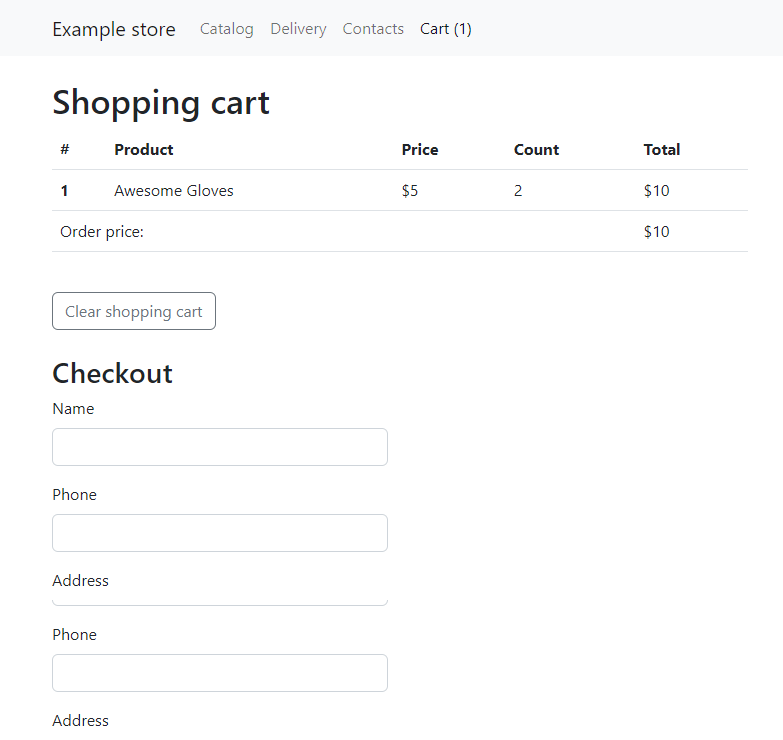 Example store Catalog Delivery Contacts Cart (1)
Shopping cart
# Product Price Count Total
1 Awesome Gloves $5 2 $10
Order price: $10
Clear shopping cart
Checkout
Name
Phone
Address
Phone
Address